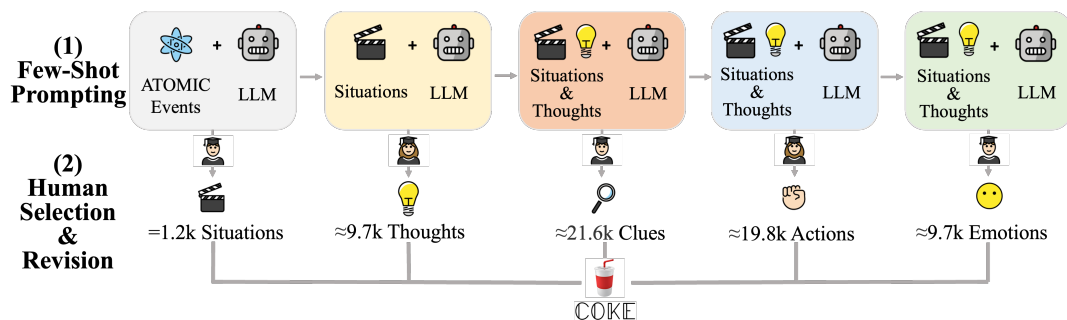 (1)
Few-Shot
Prompting
+
ATOMIC
Events
LLM
+
Situations
LLM
+
Situations
&
Thoughts
LLM
+
Situations
&
Thoughts
LLM
+
Situations
&
Thoughts
LLM
(2)
Human
Selection
&
Revision
=1.2k Situations
≈9.7k Thoughts
≈21.6k Clues
≈19.8k Actions
≈9.7k Emotions
COKE